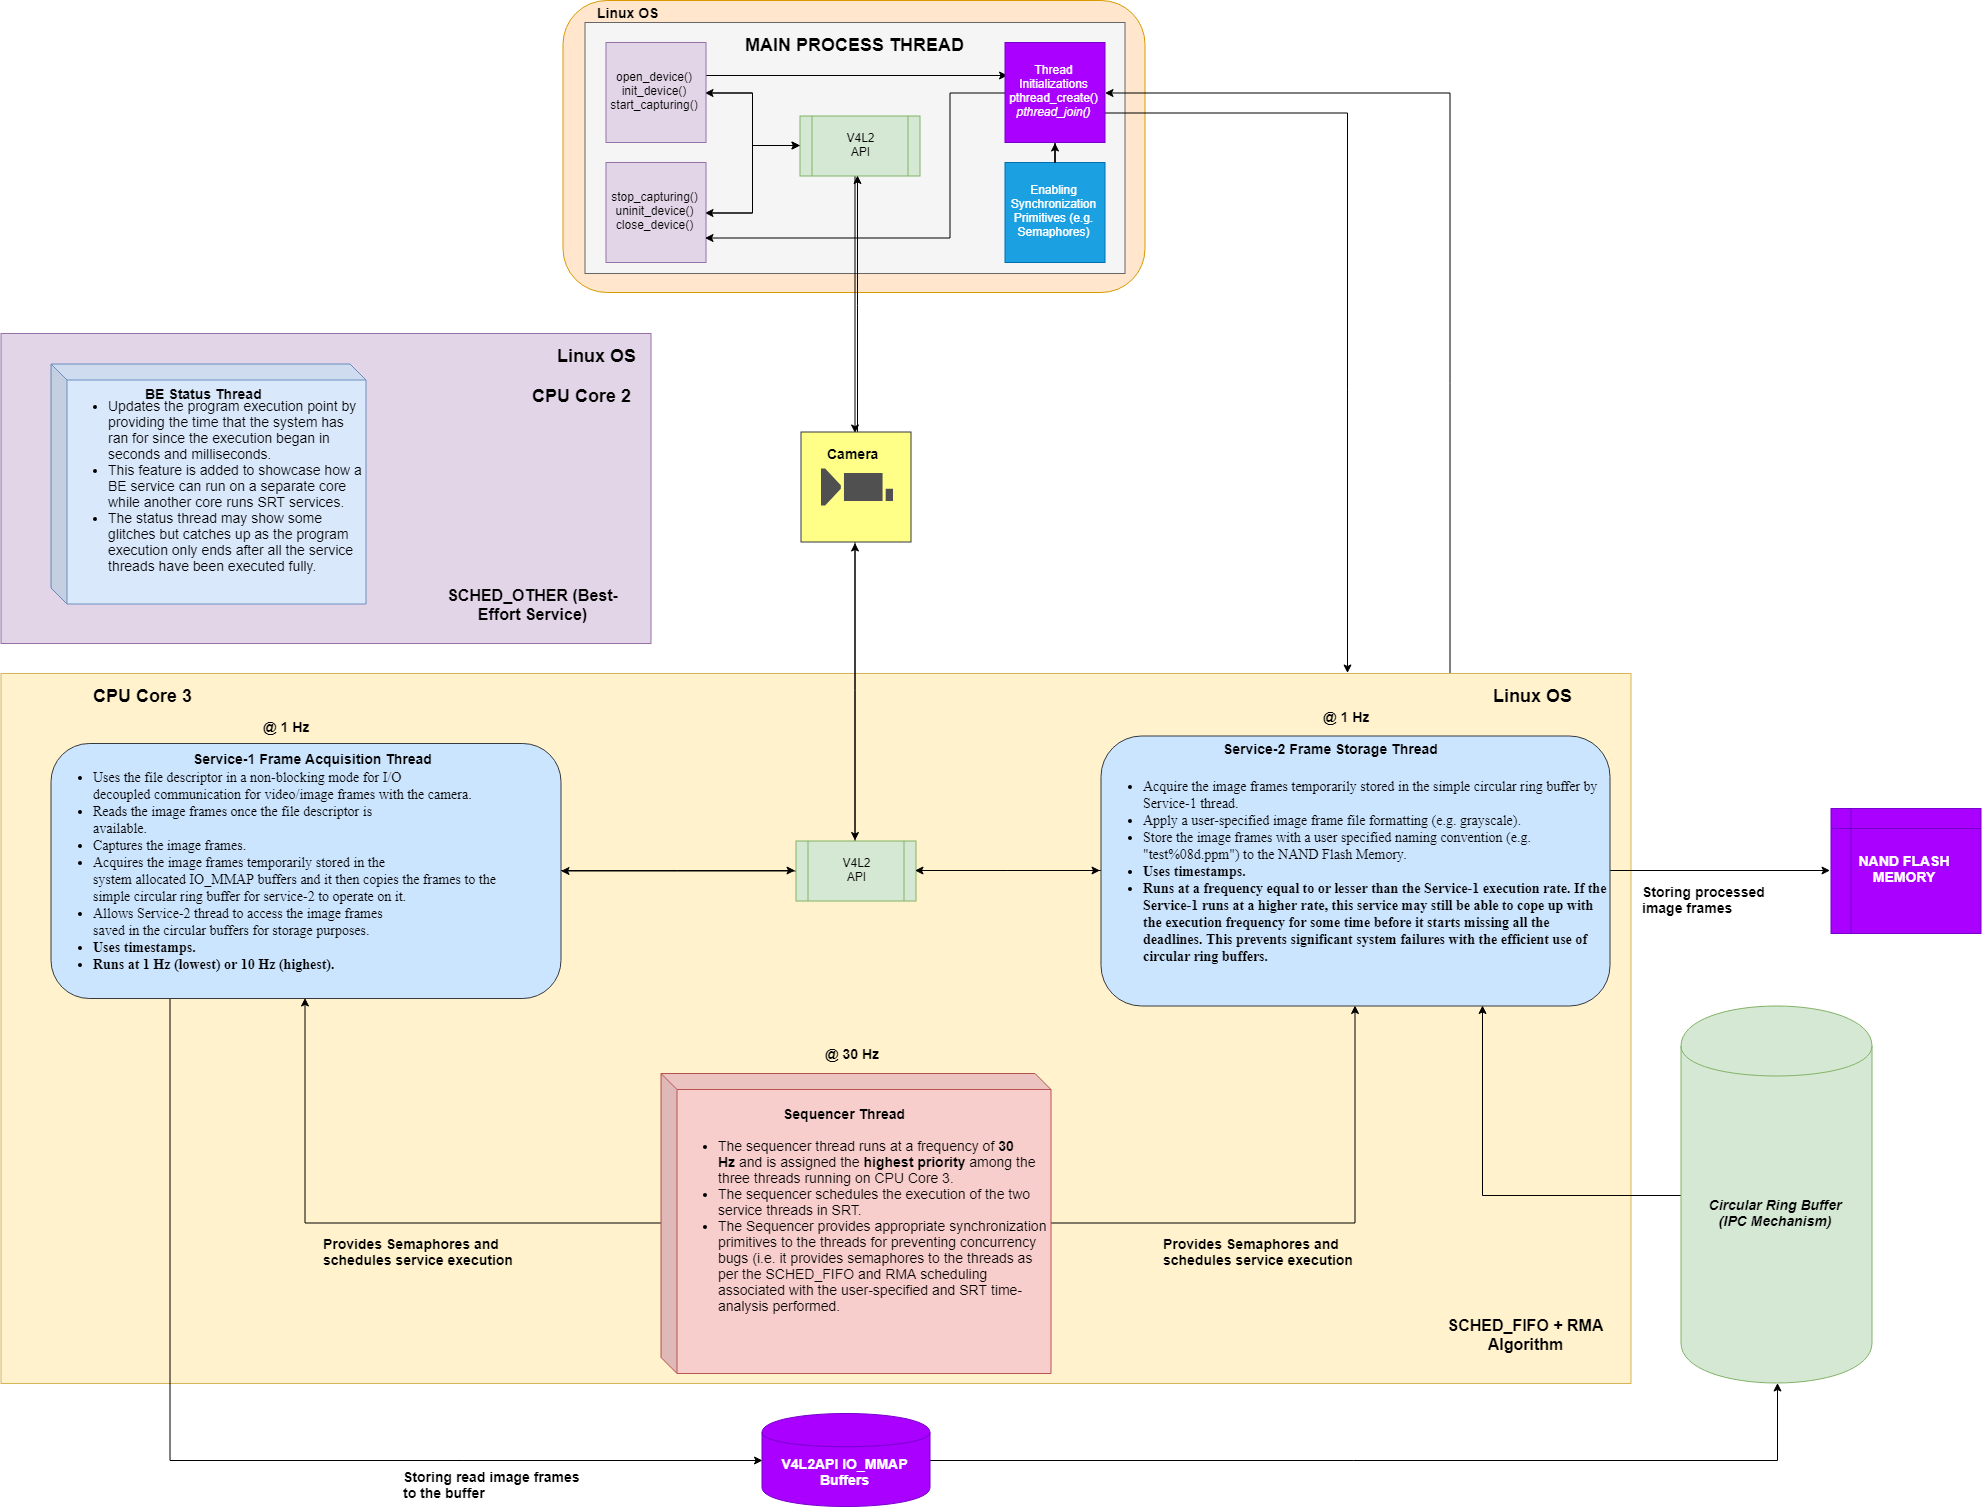 Linux OS
MAIN PROCESS THREAD
open_device()
init_device()
start_capturing()
Thread
Initializations
pthread_create()
pthread_join()
V4L2
API
stop_capturing()
uninit_device()
close_device()
Enabling
Synchronization
Primitives (e.g.
Semaphores)
Linux OS
CPU Core 2
BE Status Thread
• Updates the program execution point by
providing the time that the system has
ran for since the execution began in
seconds and milliseconds.
• This feature is added to showcase how a
BE service can run on a separate core
while another core runs SRT services.
• The status thread may show some
glitches but catches up as the program
execution only ends after all the service
threads have been executed fully.
SCHED_OTHER (Best-
Effort Service)
Camera
CPU Core 3
Linux OS
@ 1 Hz
Service-1 Frame Acquisition Thread
• Uses the file descriptor in a non-blocking mode for I/O
decoupled communication for video/image frames with the camera.
• Reads the image frames once the file descriptor is
available.
• Captures the image frames.
• Acquires the image frames temporarily stored in the
system allocated IO_MMAP buffers and it then copies the frames to the
simple circular ring buffer for service-2 to operate on it.
• Allows Service-2 thread to access the image frames
saved in the circular buffers for storage purposes.
• Uses timestamps.
• Runs at 1 Hz (lowest) or 10 Hz (highest).
V4L2
API
@ 1 Hz
Service-2 Frame Storage Thread
• Acquire the image frames temporarily stored in the simple circular ring buffer by
Service-1 thread.
• Apply a user-specified image frame file formatting (e.g. grayscale).
• Store the image frames with a user specified naming convention (e.g.
"test%08d.ppm") to the NAND Flash Memory.
• Uses timestamps.
• Runs at a frequency equal to or lesser than the Service-1 execution rate. If the
Service-1 runs at a higher rate, this service may still be able to cope up with
the execution frequency for some time before it starts missing all the
deadlines. This prevents significant system failures with the efficient use of
circular ring buffers.
Storing processed
image frames
NAND FLASH
MEMORY
@ 30 Hz
Sequencer Thread
• The sequencer thread runs at a frequency of 30
Hz and is assigned the highest priority among the
three threads running on CPU Core 3.
• The sequencer schedules the execution of the two
service threads in SRT.
• The Sequencer provides appropriate synchronization
primitives to the threads for preventing concurrency
bugs (i.e. it provides semaphores to the threads as
per the SCHED_FIFO and RMA scheduling
associated with the user-specified and SRT time-
analysis performed.
Provides Semaphores and
schedules service execution
Provides Semaphores and
schedules service execution
Circular Ring Buffer
(IPC Mechanism)
SCHED_FIFO + RMA
Algorithm
Storing read image frames
to the buffer
V4L2API IO_MMAP
Buffers